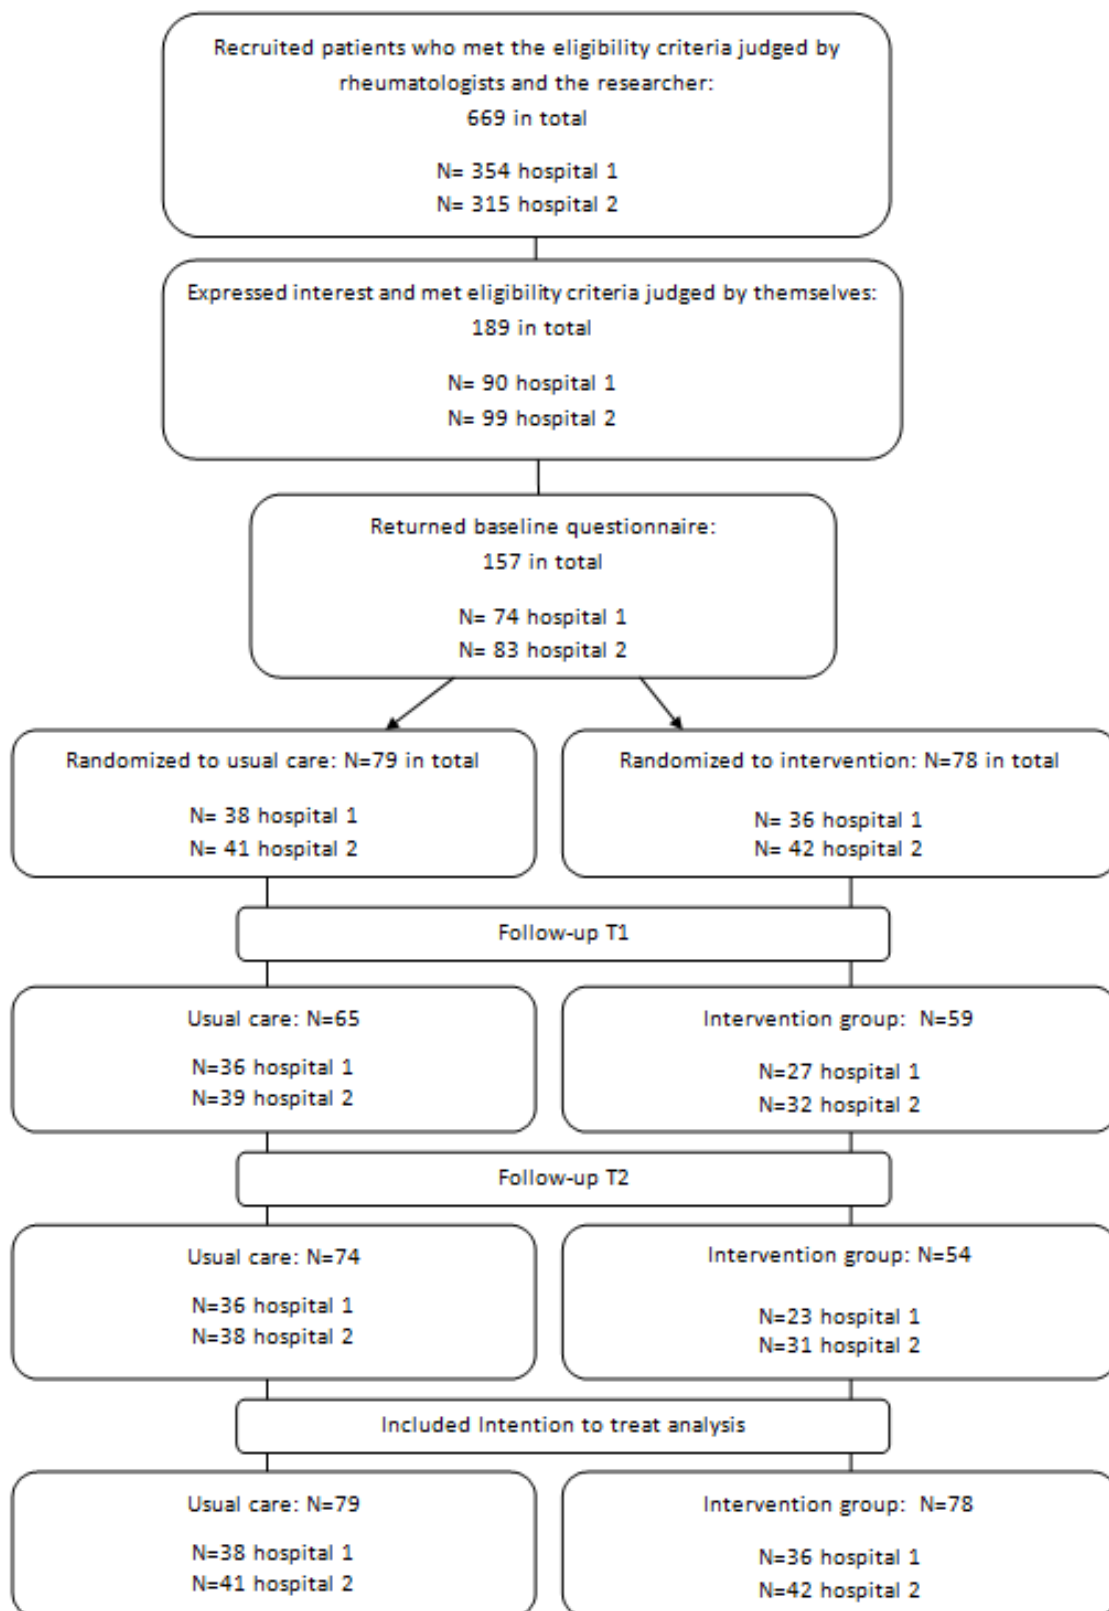 Recruited patients who met the eligibility criteria judged by
rheumatologists and the researcher:
669 in total
N= 354 hospital 1
N= 315 hospital 2
Expressed interest and met eligibility criteria judged by themselves:
189 in total
N= 90 hospital 1
N= 99 hospital 2
Returned baseline questionnaire:
157 in total
N= 74 hospital 1
N= 83 hospital 2
Randomized to usual care: N=79 in total
N= 38 hospital 1
N= 41 hospital 2
Randomized to intervention: N=78 in total
N= 36 hospital 1
N= 42 hospital 2
Follow-up T1
Usual care: N=65
N=36 hospital 1
N=39 hospital 2
Intervention group: N=59
N=27 hospital 1
N=32 hospital 2
Follow-up T2
Usual care: N=74
N=36 hospital 1
N=38 hospital 2
Intervention group: N=54
N=23 hospital 1
N=31 hospital 2
Included Intention to treat analysis
Usual care: N=79
N=38 hospital 1
N=41 hospital 2
Intervention group: N=78
N=36 hospital 1
N=42 hospital 2